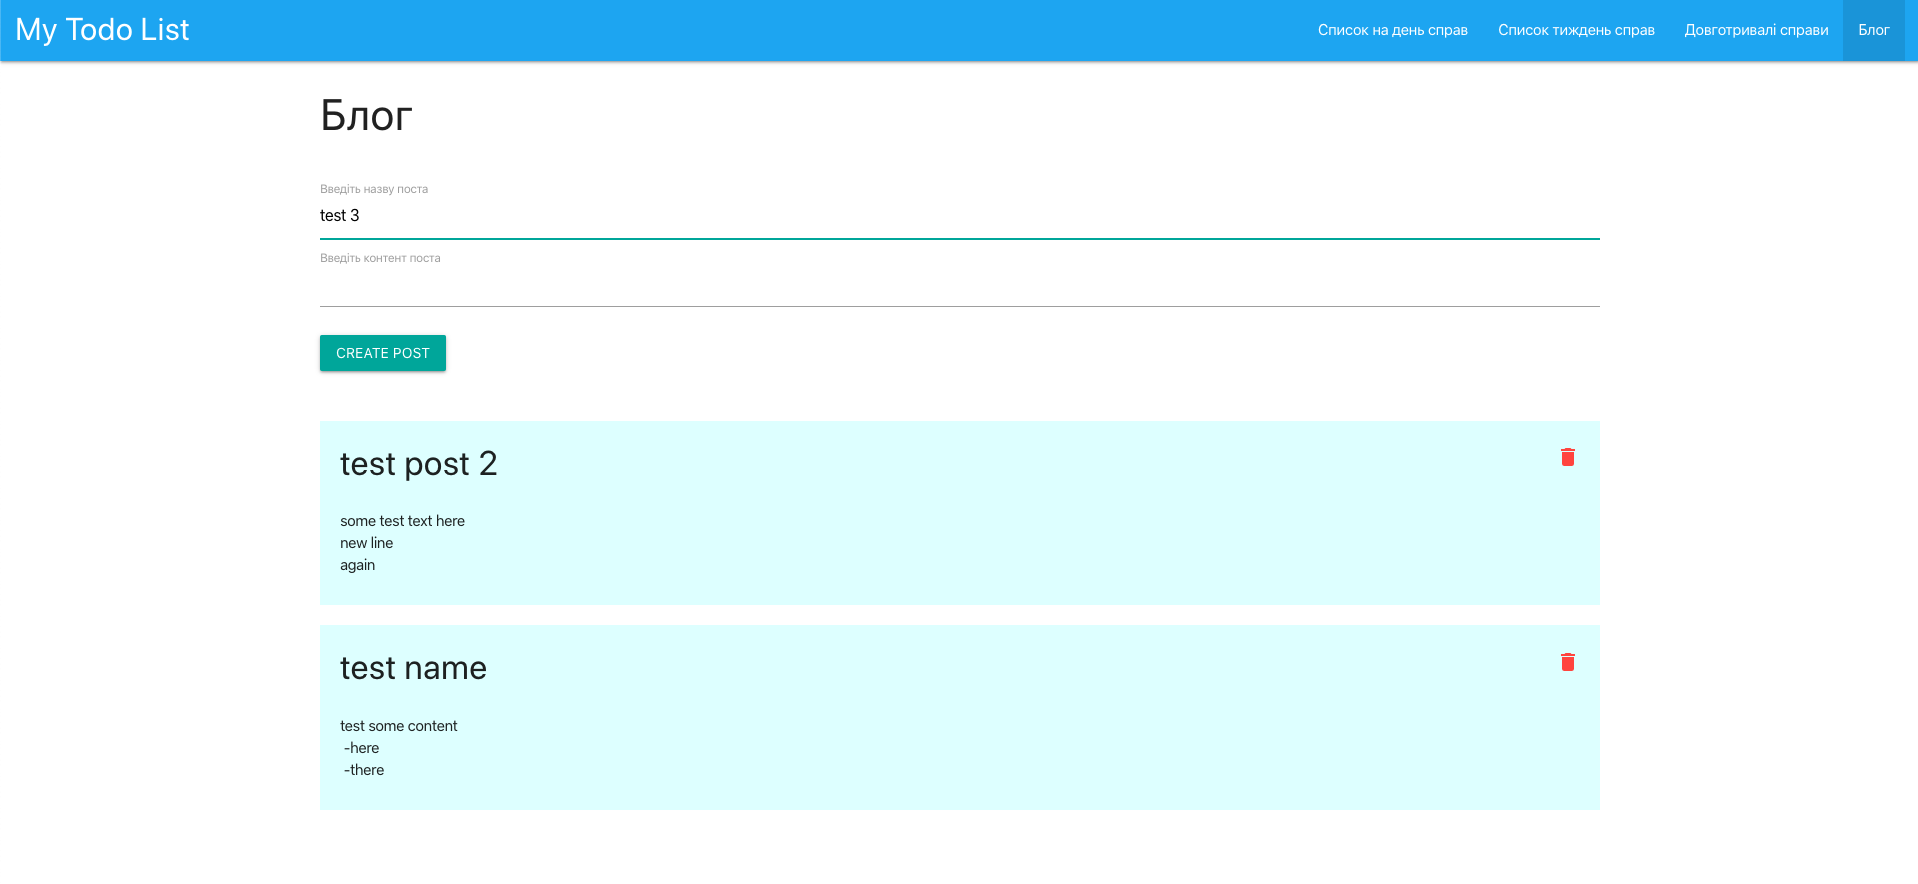 My Todo List
Список на день справ
Список тиждень справ
Довготривалі справи
Блог
Блог
Введіть назву поста
test 3
Введіть контент поста
CREATE POST
test post 2
some test text here
new line
again
test name
test some content
-here
-there